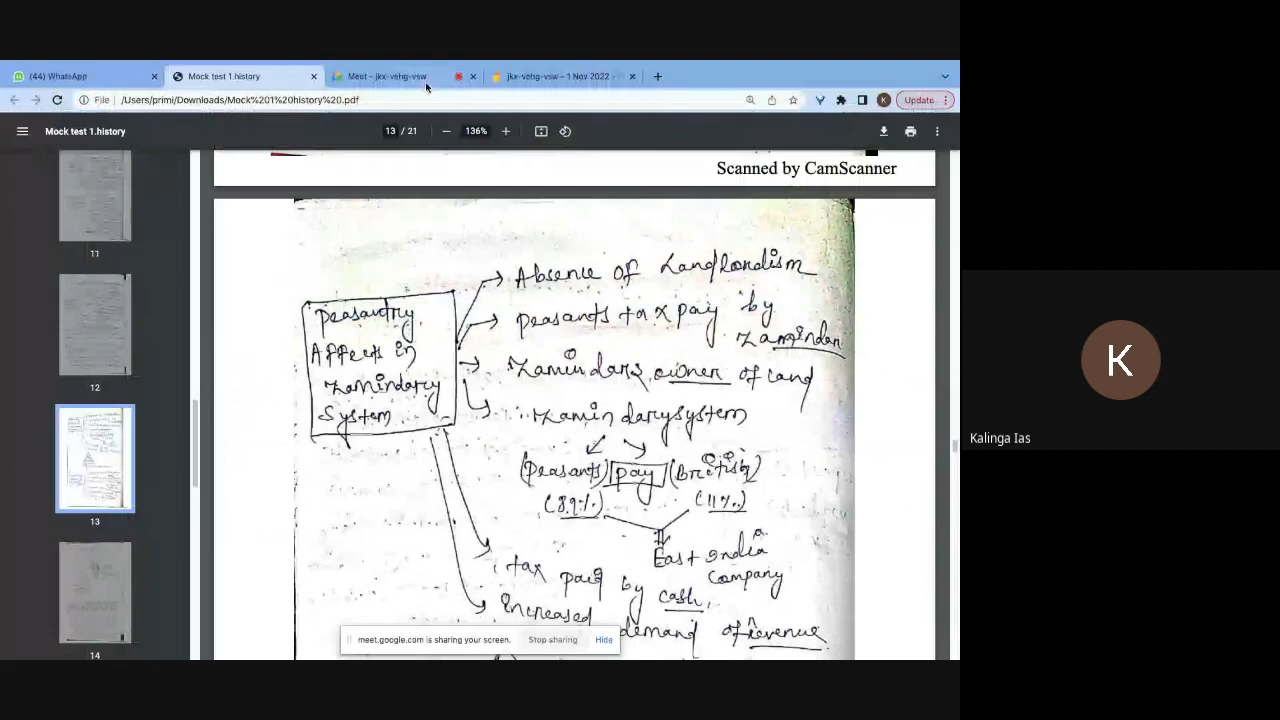 (44) WhatsApp
Mock test 1.history
Meet – jkx-vehg-vsw
jkx-vehg-vsw – 1 Nov 2022 –
File
/Users/primi/Downloads/Mock%201%20history%20.pdf
K
Update
Mock test 1.history
13 / 21
136%
11
12
13
14
Scanned by CamScanner
peasantry
Affects in
zamindary
System
Absence of Landlordism
peasants tax pay by
zamindar
zamindars owner of land
zamindarysystem
(peasants) pay (British)
(89%) (11%)
East India
Company
tax paid by cash,
increased demand of revenue
meet.google.com is sharing your screen.
Stop sharing
Hide
K
Kalinga Ias